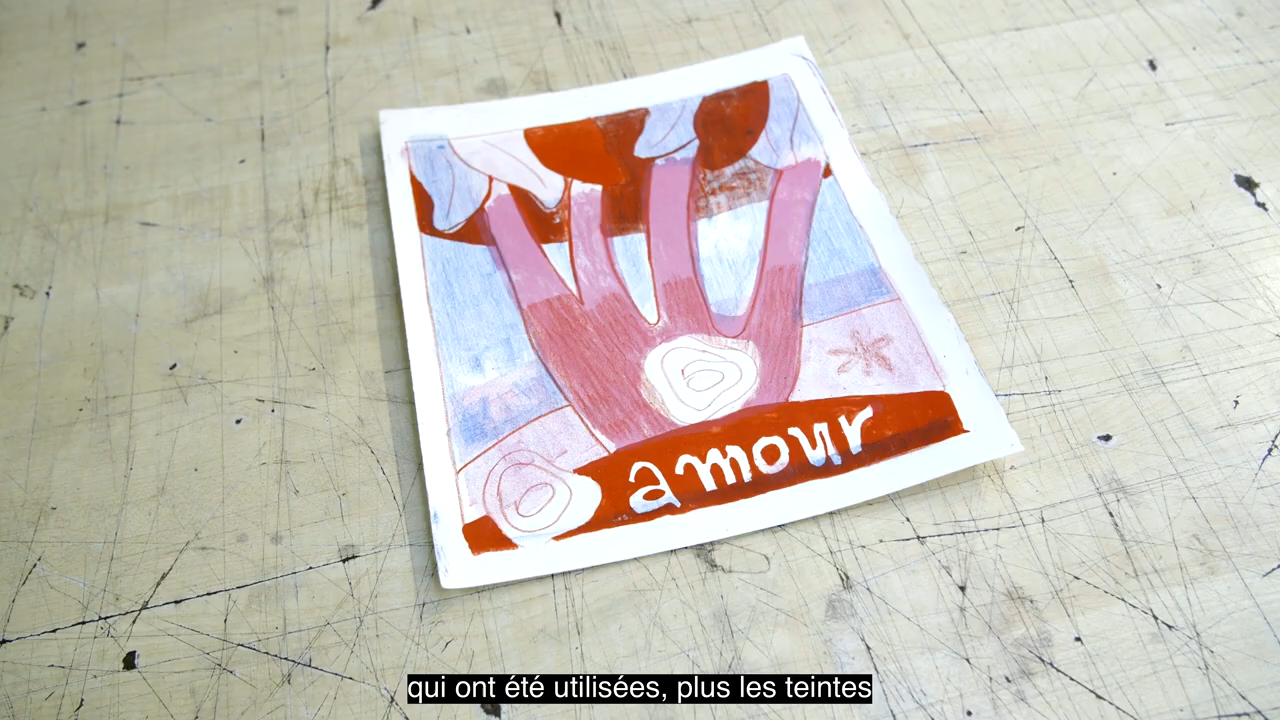 amour
qui ont été utilisées, plus les teintes